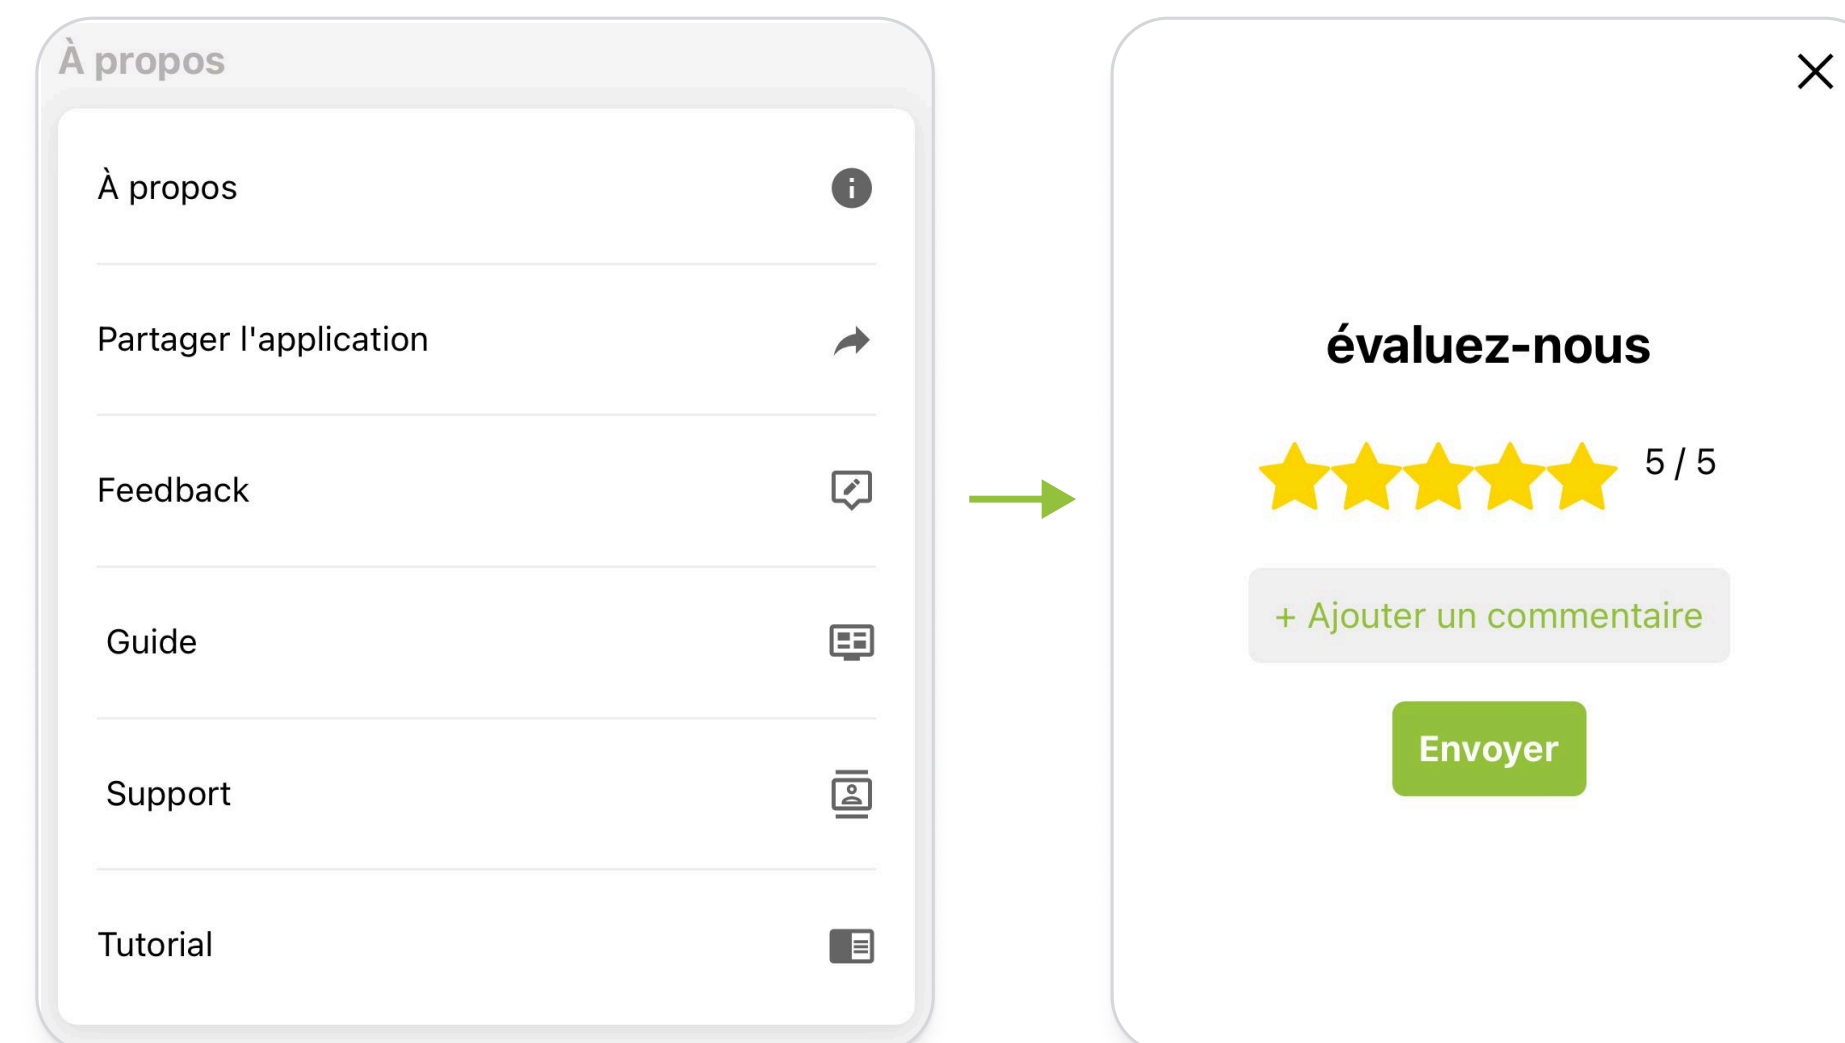 À propos
À propos
Partager l'application
Feedback
Guide
Support
Tutorial
évaluez-nous
5 / 5
+ Ajouter un commentaire
Envoyer